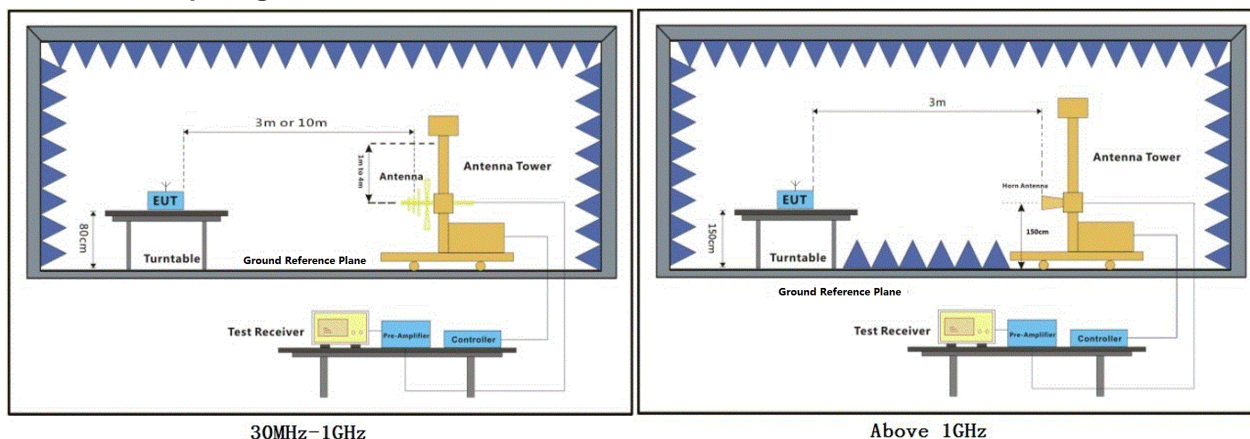 3m or 10m
1m to 4m
Antenna
Antenna Tower
EUT
80cm
Turntable
Ground Reference Plane
Test Receiver
Pre-Amplifier
Controller
30MHz-1GHz
3m
Antenna Tower
Horn Antenna
EUT
150cm
150cm
Turntable
Ground Reference Plane
Test Receiver
Pre-Amplifier
Controller
Above 1GHz